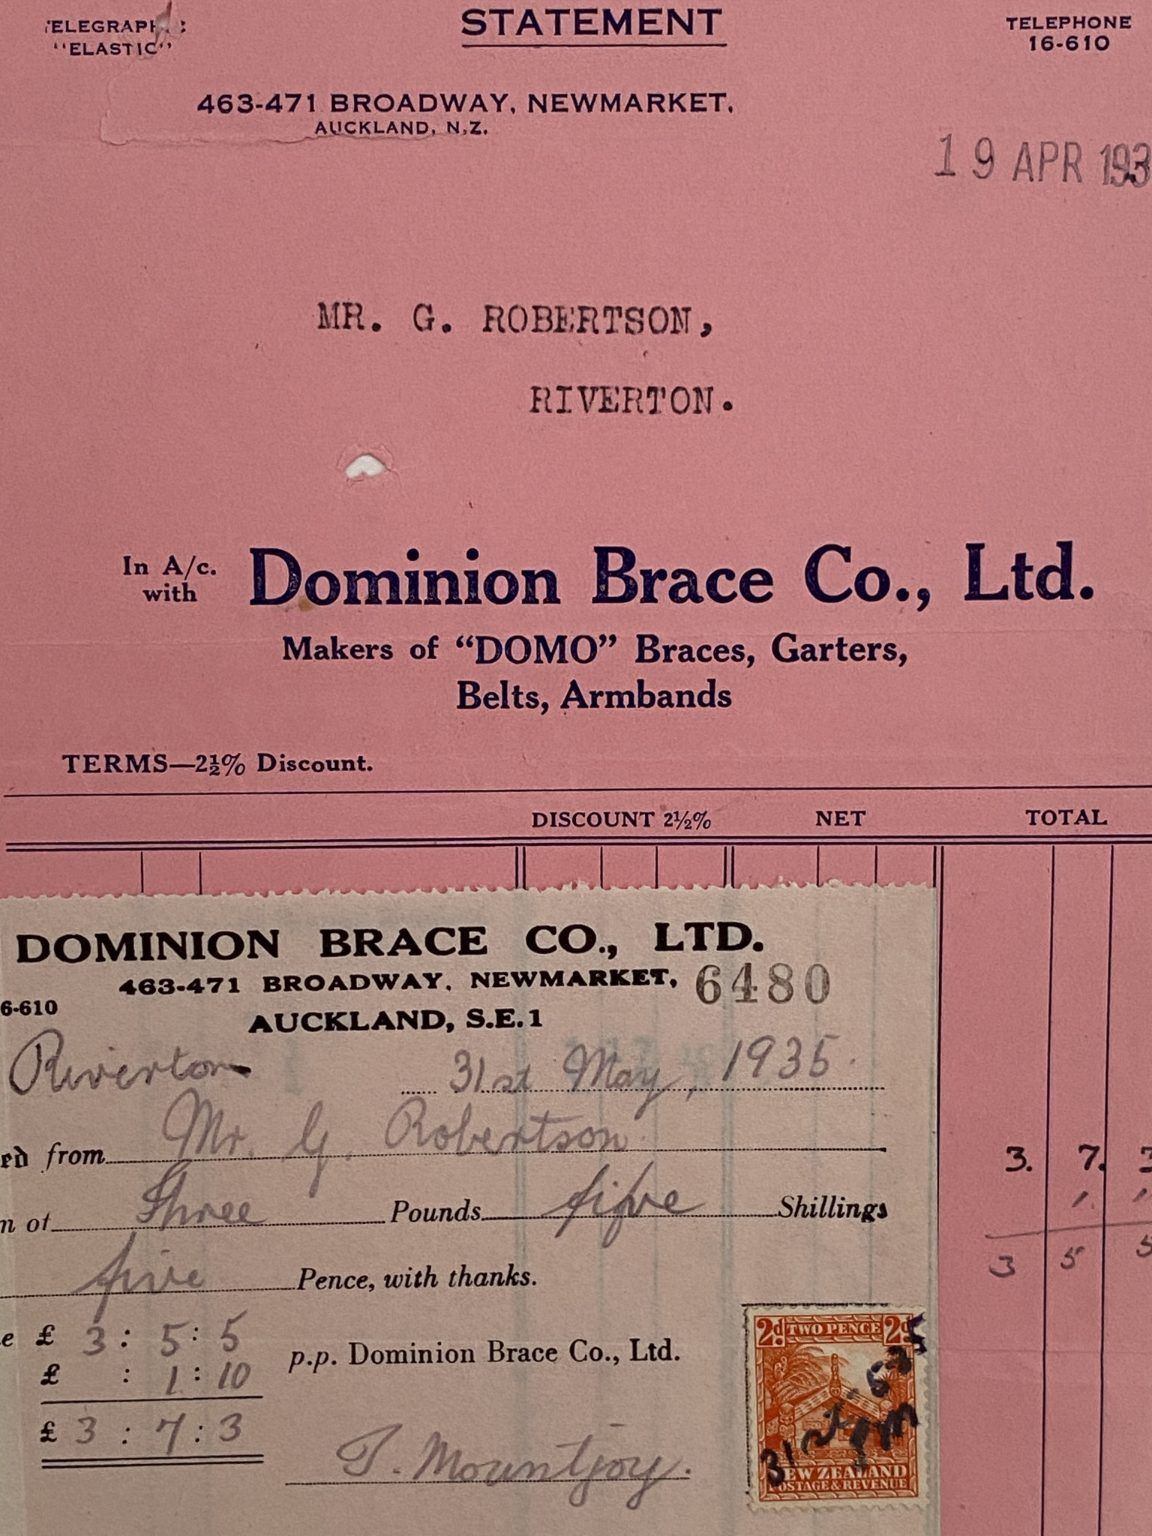 STATEMENT
"ELASTIC"
TELEPHONE
16-610
463-471 BROADWAY, NEWMARKET,
AUCKLAND, N.Z.
19 APR 193
MR. G. ROBERTSON,
RIVERTON.
In A/c.
with
Dominion Brace Co., Ltd.
Makers of "DOMO" Braces, Garters,
Belts, Armbands
TERMS—2½% Discount.
DISCOUNT 2½% NET TOTAL
DOMINION BRACE CO., LTD.
463-471 BROADWAY, NEWMARKET, 6480
6-610
AUCKLAND, S.E.1
Riverton 31st May, 1935.
ed from Mr. G. Robertson
Three Pounds five Shillings
five Pence, with thanks.
£ 3 : 5 : 5
£ : 1 : 10
£ 3 : 7 : 3
p.p. Dominion Brace Co., Ltd.
T. Mountjoy.
3. 7. 3
3 5 5
2d TWO PENCE 2d
31
NEW ZEALAND
POSTAGE & REVENUE